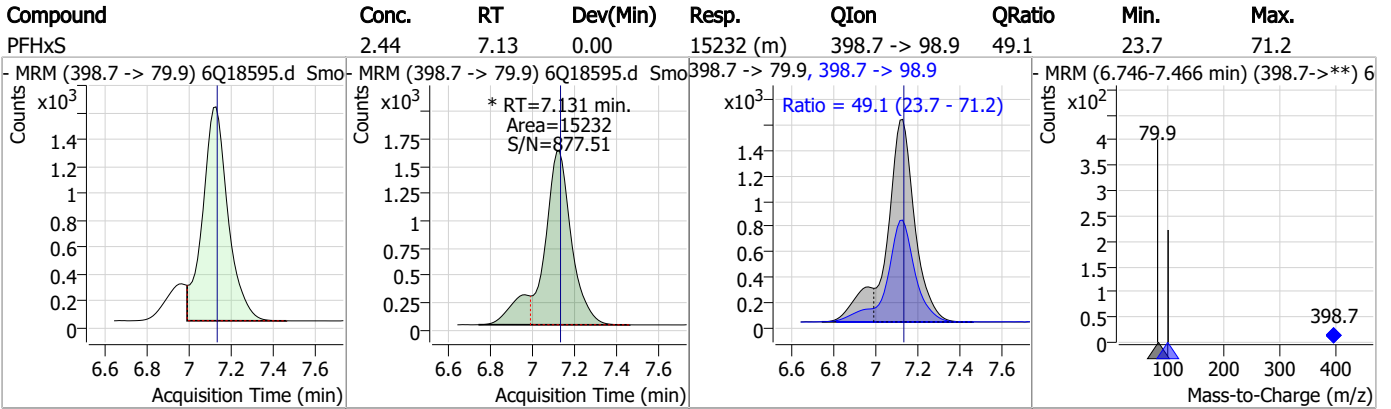 Compound Conc. RT Dev(Min) Resp. QIon QRatio Min. Max.
PFHxS 2.44 7.13 0.00 15232 (m) 398.7 -> 98.9 49.1 23.7 71.2
- MRM (398.7 -> 79.9) 6Q18595.d Smo
Counts
x10³
1.4
1.2
1
0.8
0.6
0.4
0.2
0
6.6 6.8 7 7.2 7.4 7.6
Acquisition Time (min)
- MRM (398.7 -> 79.9) 6Q18595.d Smo
Counts
x10³
* RT=7.131 min.
Area=15232
S/N=877.51
1.75
1.5
1.25
1
0.75
0.5
0.25
0
6.6 6.8 7 7.2 7.4 7.6
Acquisition Time (min)
398.7 -> 79.9, 398.7 -> 98.9
Counts
x10³
Ratio = 49.1 (23.7 - 71.2)
1.4
1.2
1
0.8
0.6
0.4
0.2
0
6.6 6.8 7 7.2 7.4 7.6
Acquisition Time (min)
- MRM (6.746-7.466 min) (398.7->**) 6
Counts
x10²
79.9
4
3.5
3
2.5
2
1.5
1
0.5
0
398.7
100 200 300 400
Mass-to-Charge (m/z)